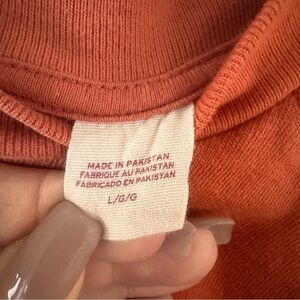 MADE IN PAKISTAN
FABRIQUE AU PAKISTAN
FABRICADO EN PAKISTAN
L/G/G